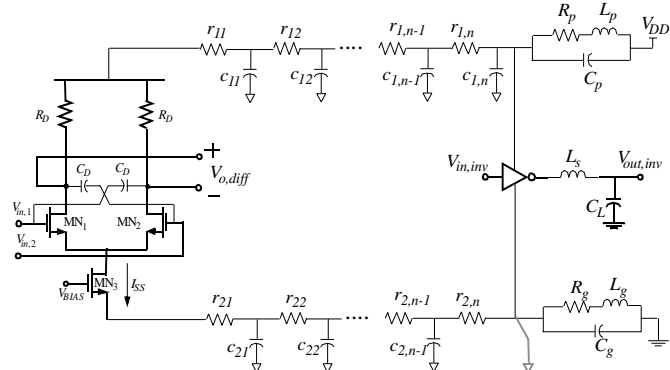 r11 r12 r1,n-1 r1,n Rp Lp VDD
c11 c12 c1,n-1 c1,n Cp
RD RD
+
CD CD Vo,diff
−
Vin,inv Ls Vout,inv
CL
Vin,1 MN1 MN2
Vin,2
MN3 ISS
VBIAS
r21 r22 r2,n-1 r2,n Rg Lg
c21 c22 c2,n-1 Cg